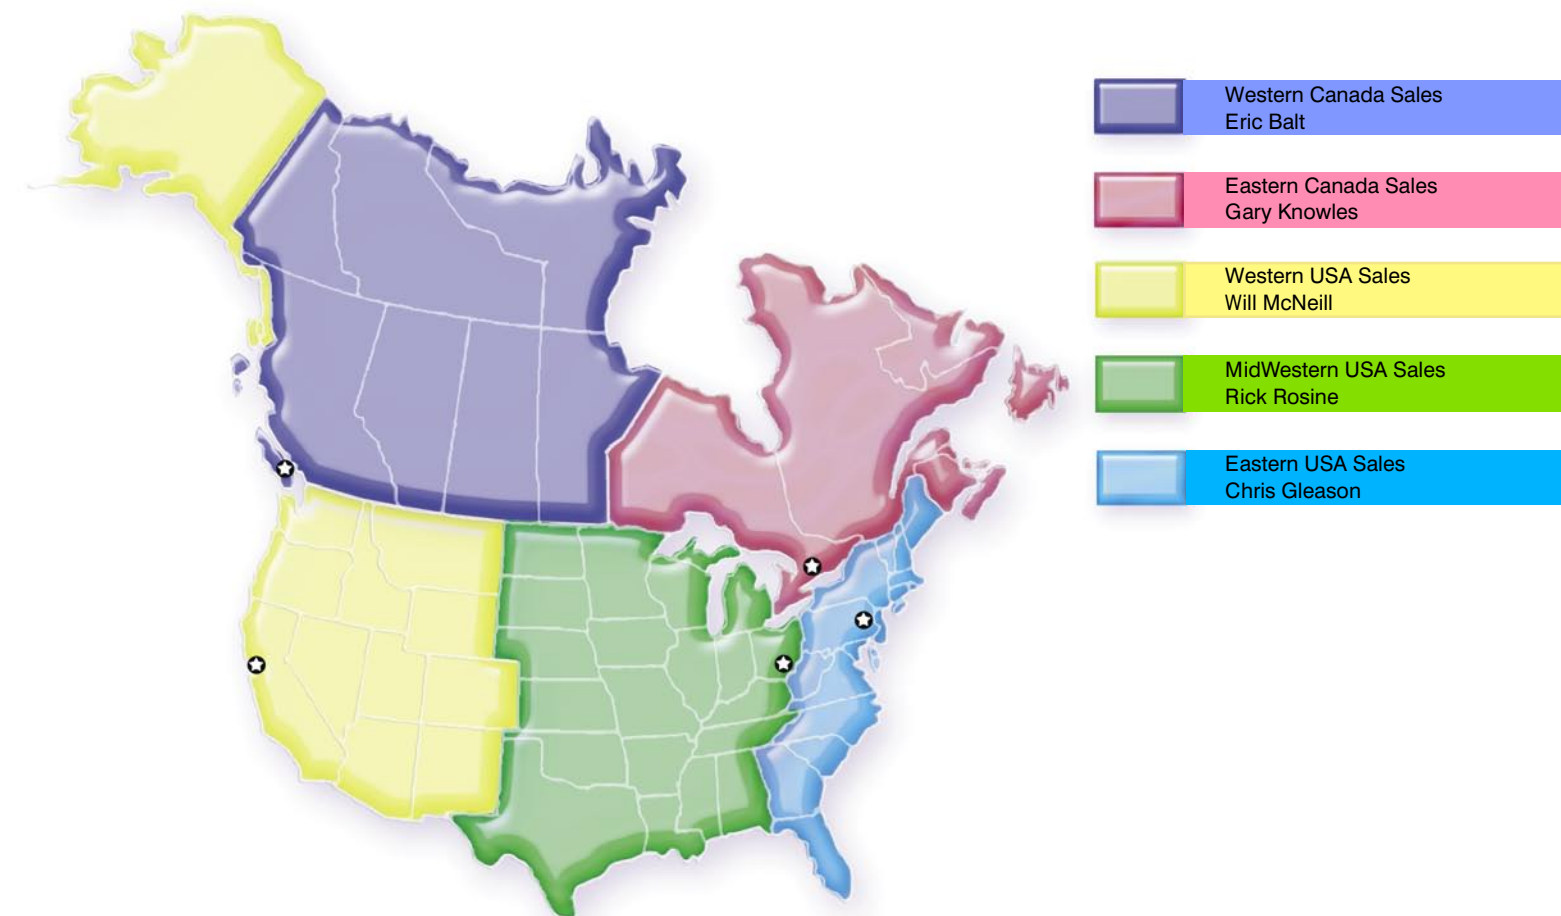 Western Canada Sales
Eric Balt
Eastern Canada Sales
Gary Knowles
Western USA Sales
Will McNeill
MidWestern USA Sales
Rick Rosine
Eastern USA Sales
Chris Gleason